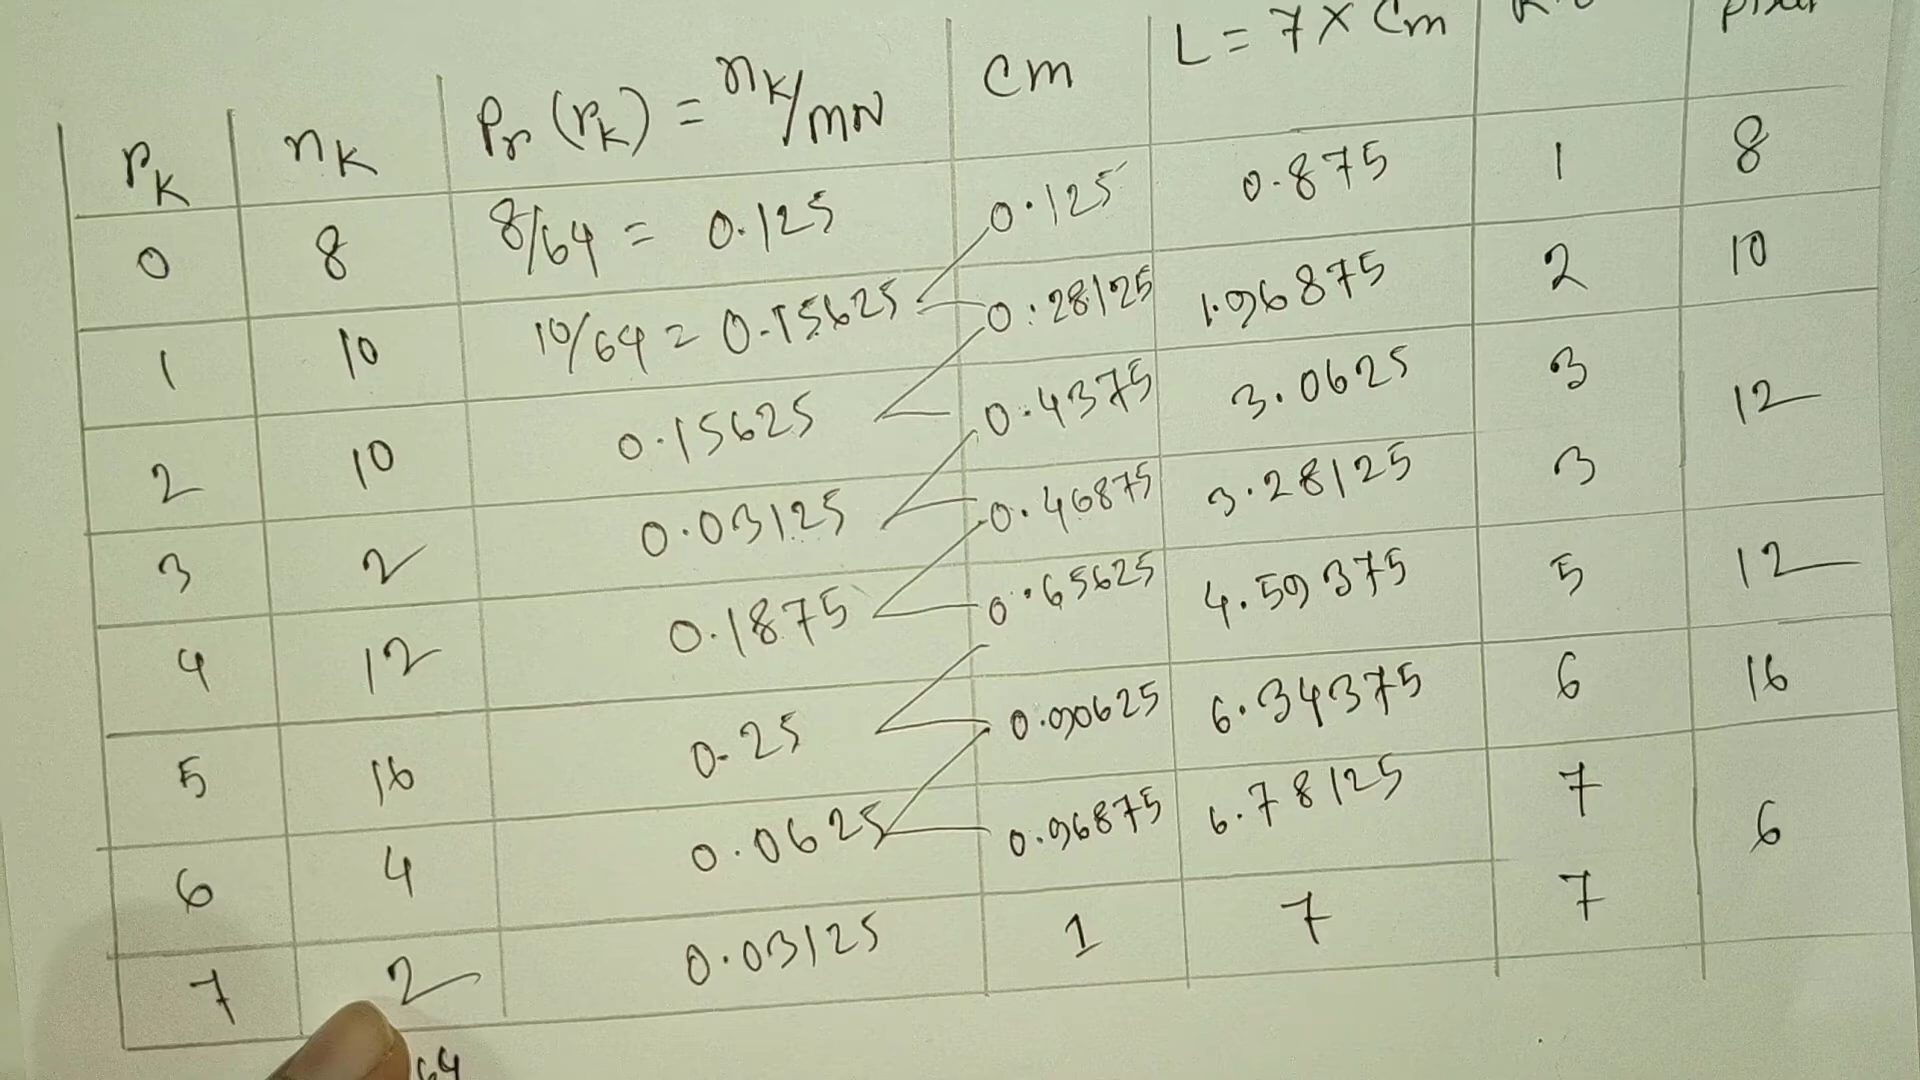 rK nK Pr (rK) = nK/MN Cm L = 7 X Cm
0 8 8/64 = 0.125 0.125 0.875 1 8
1 10 10/64 = 0.15625 0.28125 1.96875 2 10
2 10 0.15625 0.4375 3.0625 3 12
3 2 0.03125 0.46875 3.28125 3
4 12 0.1875 0.65625 4.59375 5 12
5 16 0.25 0.90625 6.34375 6 16
6 4 0.0625 0.96875 6.78125 7 6
7 2 0.03125 1 7 7
64